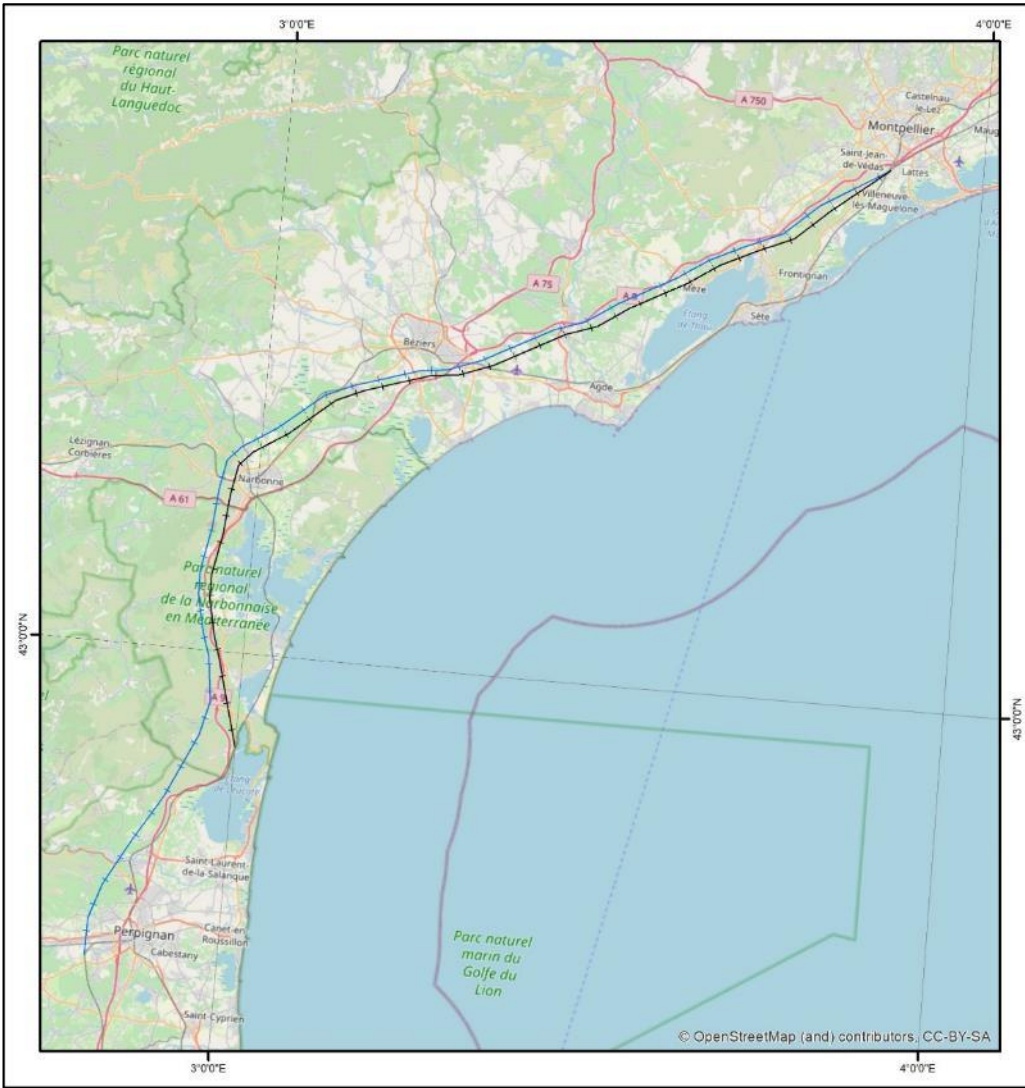 3°0'0"E
4°0'0"E
Parc naturel
régional
du Haut-
Languedoc
A 750
Castelnau-
le-Lez
Montpellier
Maug
Saint-Jean-
de-Védas
Lattes
Villeneuve
lès-Maguelone
A 75
Frontignan
Mèze
Sète
Béziers
Agde
Lézignan
Corbières
Narbonne
A 61
Parc naturel
régional
de la Narbonnaise
en Méditerranée
43°0'0"N
43°0'0"N
A 9
Saint-Laurent-
de-la Salanque
Perpignan
Canet-en-
Roussillon
Cabestany
Parc naturel
marin du
Golfe du
Lion
Saint-Cyprien
© OpenStreetMap (and) contributors, CC-BY-SA
3°0'0"E
4°0'0"E